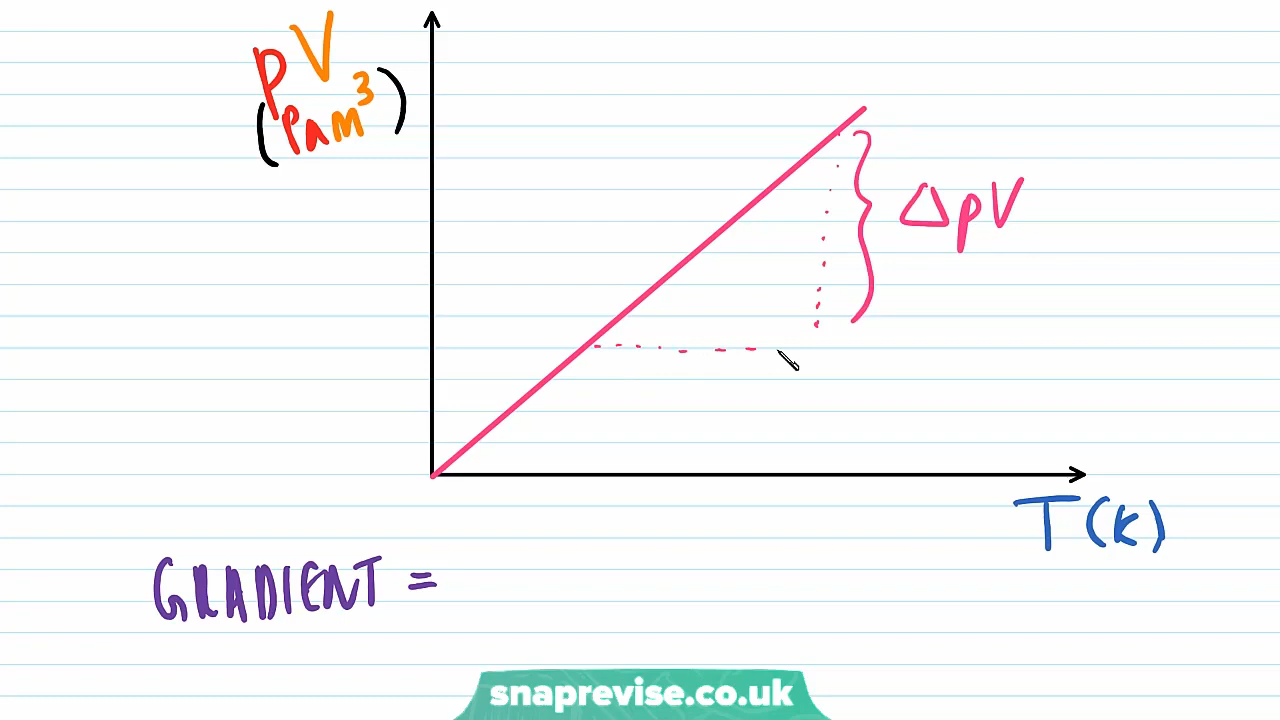 pV
(Pam³)
ΔpV
T(K)
GRADIENT =
snaprevise.co.uk